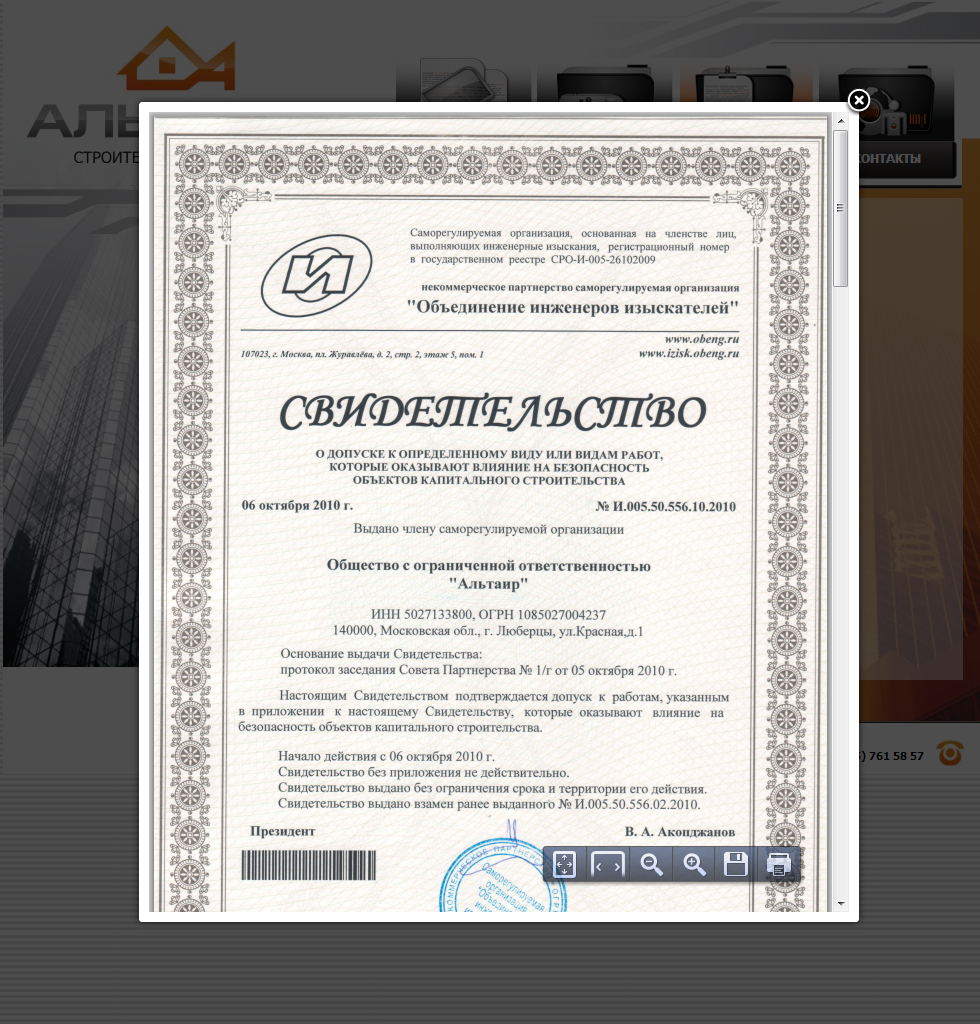 АЛЬ
СТРОИТЕ
КОНТАКТЫ
Саморегулируемая организация, основанная на членстве лиц,
выполняющих инженерные изыскания, регистрационный номер
в государственном реестре СРО-И-005-26102009
некоммерческое партнерство саморегулируемая организация
"Объединение инженеров изыскателей"
www.obeng.ru
107023, г. Москва, пл. Журавлёва, д. 2, стр. 2, этаж 5, пом. 1
www.izisk.obeng.ru
СВИДЕТЕЛЬСТВО
О ДОПУСКЕ К ОПРЕДЕЛЕННОМУ ВИДУ ИЛИ ВИДАМ РАБОТ,
КОТОРЫЕ ОКАЗЫВАЮТ ВЛИЯНИЕ НА БЕЗОПАСНОСТЬ
ОБЪЕКТОВ КАПИТАЛЬНОГО СТРОИТЕЛЬСТВА
06 октября 2010 г. № И.005.50.556.10.2010
Выдано члену саморегулируемой организации
Общество с ограниченной ответственностью
"Альтаир"
ИНН 5027133800, ОГРН 1085027004237
140000, Московская обл., г. Люберцы, ул.Красная,д.1
Основание выдачи Свидетельства:
протокол заседания Совета Партнерства № 1/г от 05 октября 2010 г.
Настоящим Свидетельством подтверждается допуск к работам, указанным
в приложении к настоящему Свидетельству, которые оказывают влияние на
безопасность объектов капитального строительства.
Начало действия с 06 октября 2010 г.
Свидетельство без приложения не действительно.
Свидетельство выдано без ограничения срока и территории его действия.
Свидетельство выдано взамен ранее выданного № И.005.50.556.02.2010.
) 761 58 57
Президент В. А. Акопджанов
Саморегулируемая
организация
"Объединение